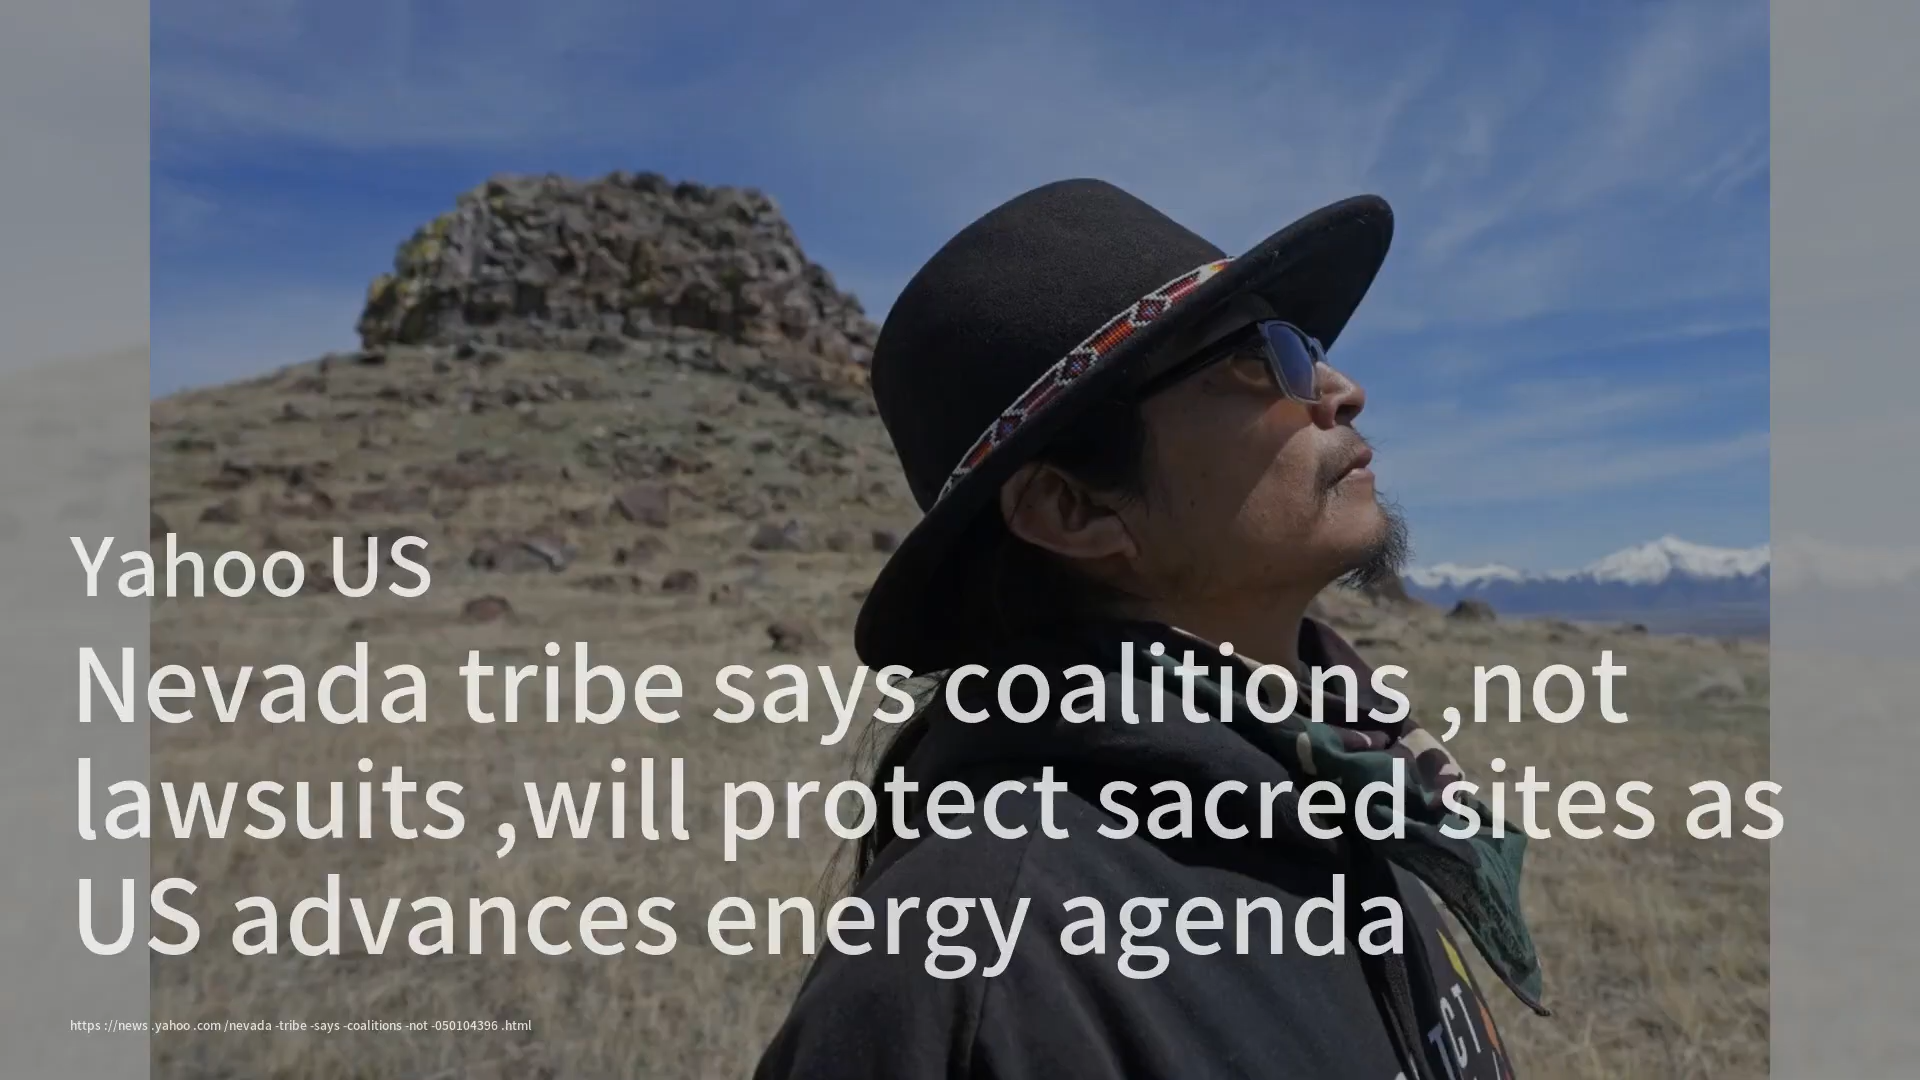 Yahoo US
Nevada tribe says coalitions ,not
lawsuits ,will protect sacred sites as
US advances energy agenda
https ://news .yahoo .com /nevada -tribe -says -coalitions -not -050104396 .html
TCT